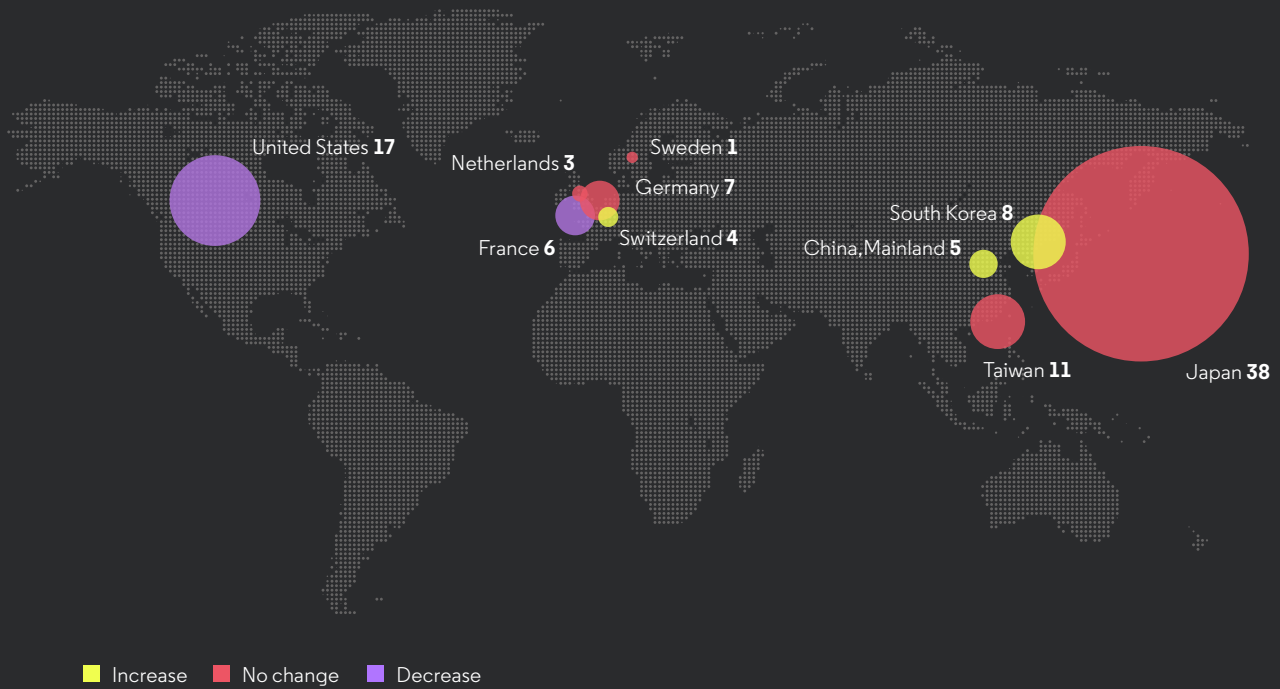 United States 17
Sweden 1
Netherlands 3
Germany 7
South Korea 8
Switzerland 4
France 6
China,Mainland 5
Taiwan 11
Japan 38
Increase No change Decrease